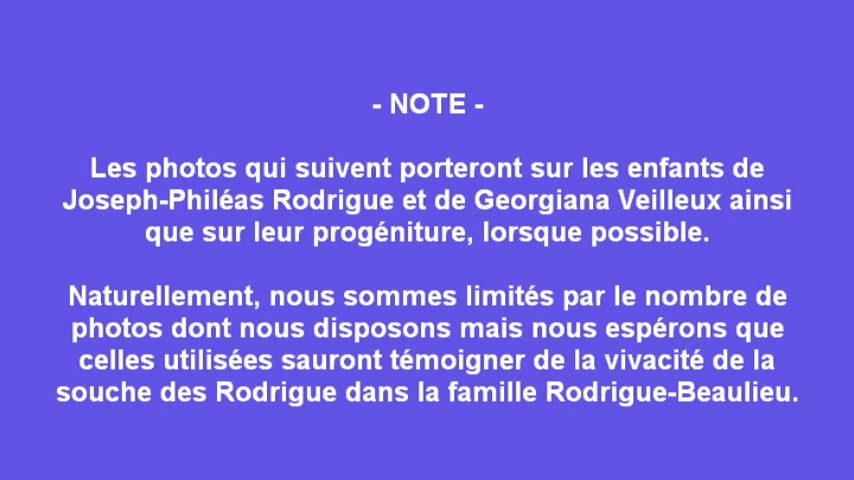 - NOTE -
Les photos qui suivent porteront sur les enfants de
Joseph-Philéas Rodrigue et de Georgiana Veilleux ainsi
que sur leur progéniture, lorsque possible.
Naturellement, nous sommes limités par le nombre de
photos dont nous disposons mais nous espérons que
celles utilisées sauront témoigner de la vivacité de la
souche des Rodrigue dans la famille Rodrigue-Beaulieu.